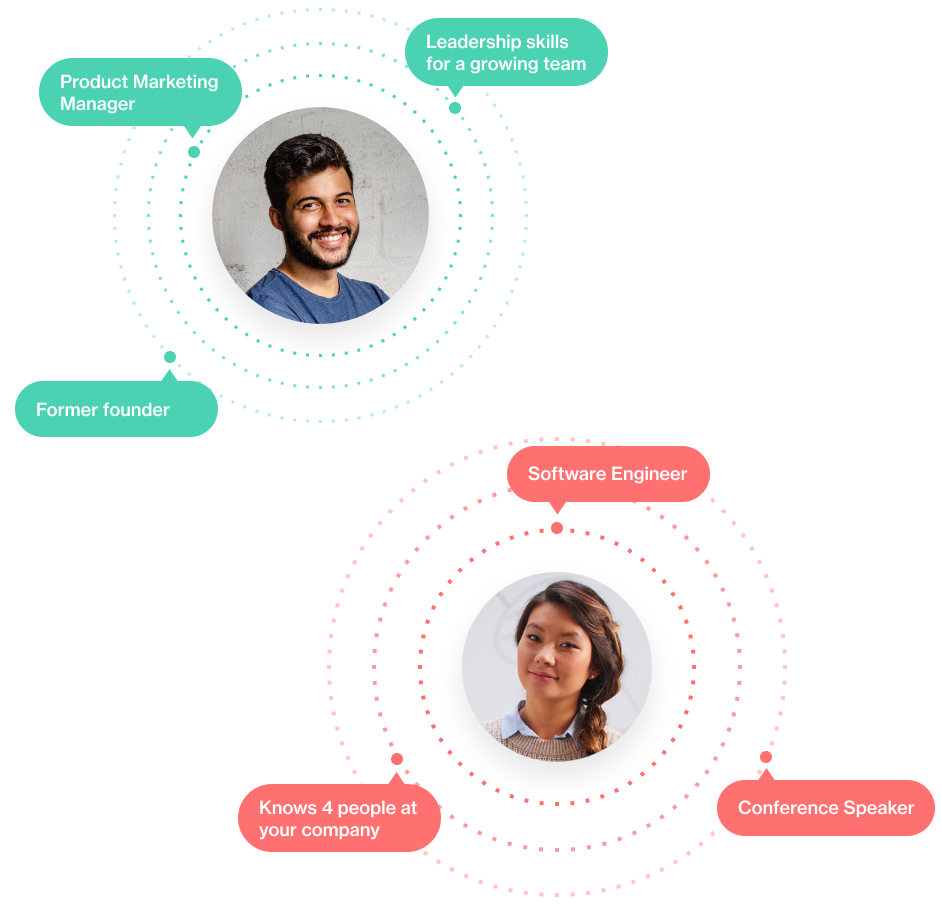 Leadership skills
for a growing team
Product Marketing
Manager
Former founder
Software Engineer
Knows 4 people at
your company
Conference Speaker